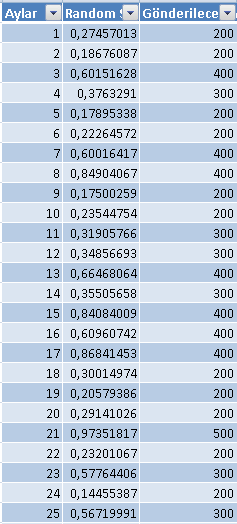 Aylar Random S Gönderilece
1 0,27457013 200
2 0,18676087 200
3 0,60151628 400
4 0,3763291 300
5 0,17895338 200
6 0,22264572 200
7 0,60016417 400
8 0,84904067 400
9 0,17500259 200
10 0,23544754 200
11 0,31905766 300
12 0,34856693 300
13 0,66468064 400
14 0,35505658 300
15 0,84084009 400
16 0,60960742 400
17 0,86841453 400
18 0,30014974 200
19 0,20579386 200
20 0,29141026 200
21 0,97351817 500
22 0,23201067 200
23 0,57764406 300
24 0,14455387 200
25 0,56719991 300